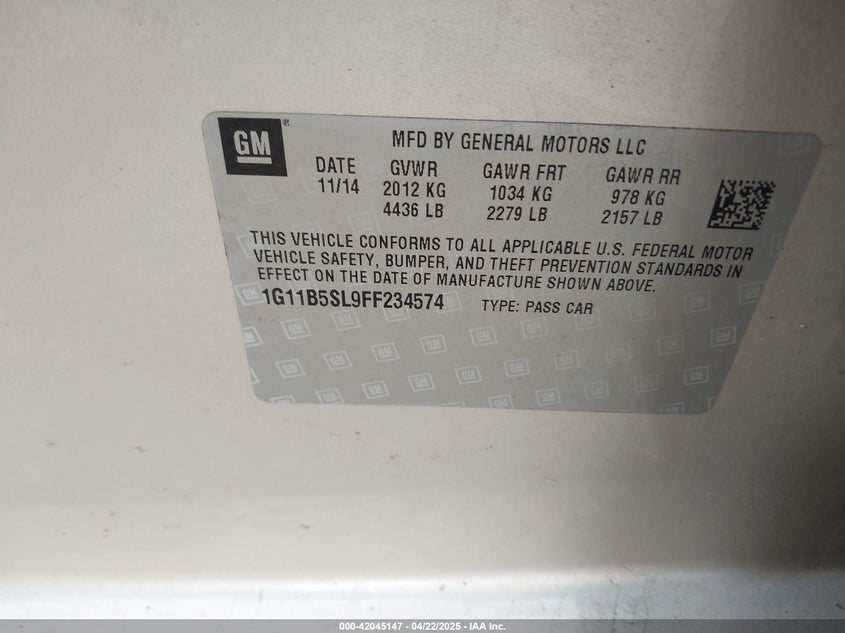 GM
MFD BY GENERAL MOTORS LLC
DATE GVWR GAWR FRT GAWR RR
11/14 2012 KG 1034 KG 978 KG
4436 LB 2279 LB 2157 LB
THIS VEHICLE CONFORMS TO ALL APPLICABLE U.S. FEDERAL MOTOR
VEHICLE SAFETY, BUMPER, AND THEFT PREVENTION STANDARDS IN
EFFECT ON THE DATE OF MANUFACTURE SHOWN ABOVE.
1G11B5SL9FF234574 TYPE: PASS CAR
000-42045147 - 04/22/2025 - IAA Inc.